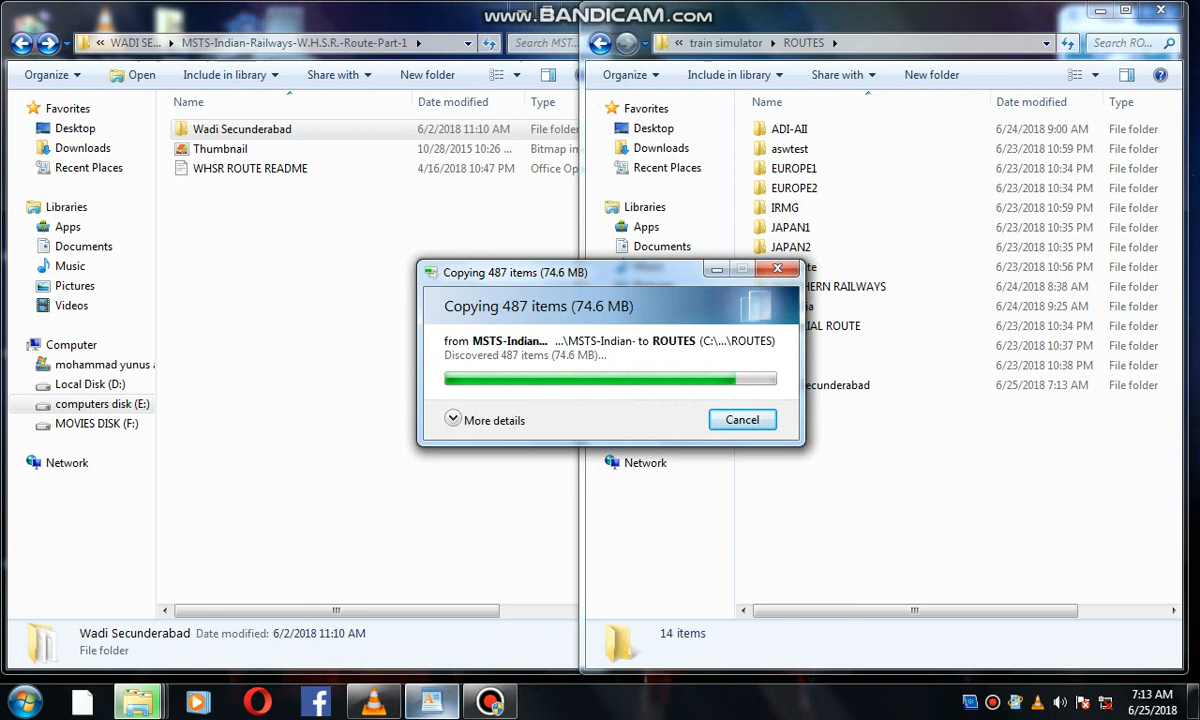 www.BANDICAM.com
« WADI SE... MSTS-Indian-Railways-W.H.S.R.-Route-Part-1
Search MST...
Organize Open Include in library Share with New folder
Name Date modified Type
Favorites
Desktop
Downloads
Recent Places
Libraries
Apps
Documents
Music
Pictures
Videos
Computer
mohammad yunus a
Local Disk (D:)
computers disk (E:)
MOVIES DISK (F:)
Network
Wadi Secunderabad 6/2/2018 11:10 AM File folder
Thumbnail 10/28/2015 10:26 ... Bitmap im
WHSR ROUTE README 4/16/2018 10:47 PM Office Op
Wadi Secunderabad Date modified: 6/2/2018 11:10 AM
File folder
« train simulator ROUTES
Search RO...
Organize Include in library Share with New folder
Name Date modified Type
Favorites
Desktop
Downloads
Recent Places
Libraries
Apps
Documents
Network
ADI-AII 6/24/2018 9:00 AM File folder
aswtest 6/23/2018 10:59 PM File folder
EUROPE1 6/23/2018 10:34 PM File folder
EUROPE2 6/23/2018 10:34 PM File folder
IRMG 6/23/2018 10:59 PM File folder
JAPAN1 6/23/2018 10:35 PM File folder
JAPAN2 6/23/2018 10:35 PM File folder
6/23/2018 10:56 PM File folder
HERN RAILWAYS 6/24/2018 8:38 AM File folder
6/24/2018 9:25 AM File folder
IAL ROUTE 6/23/2018 10:34 PM File folder
6/23/2018 10:37 PM File folder
6/23/2018 10:35 PM File folder
ecunderabad 6/25/2018 7:13 AM File folder
14 items
Copying 487 items (74.6 MB)
Copying 487 items (74.6 MB)
from MSTS-Indian... ...\MSTS-Indian- to ROUTES (C:\...\ROUTES)
Discovered 487 items (74.6 MB)...
More details Cancel
7:13 AM
6/25/2018